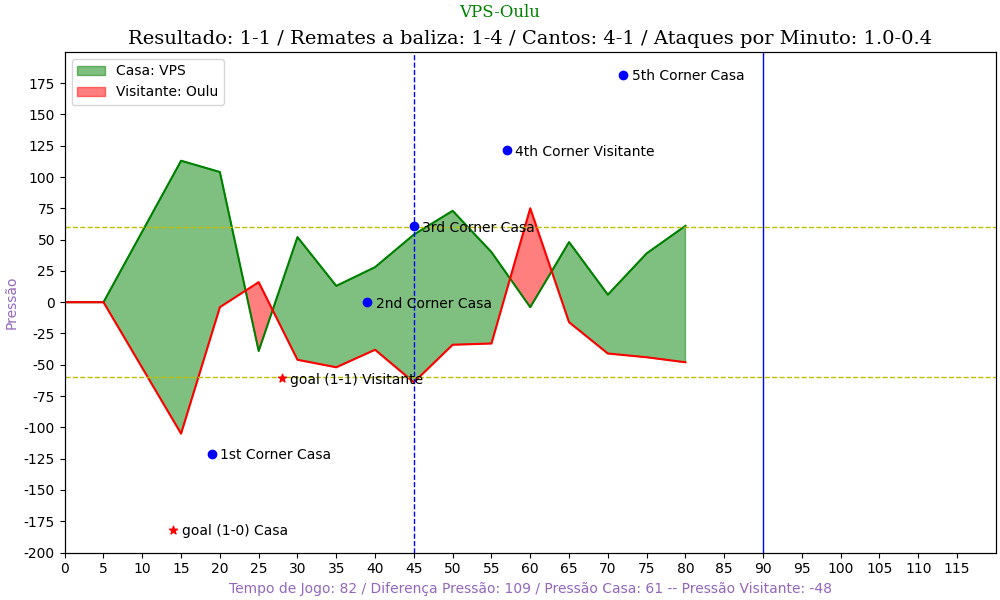 VPS-Oulu
Resultado: 1-1 / Remates a baliza: 1-4 / Cantos: 4-1 / Ataques por Minuto: 1.0-0.4
Casa: VPS
Visitante: Oulu
175
150
125
100
75
50
25
0
-25
-50
-75
-100
-125
-150
-175
-200
Pressão
5th Corner Casa
4th Corner Visitante
3rd Corner Casa
2nd Corner Casa
goal (1-1) Visitante
1st Corner Casa
goal (1-0) Casa
0 5 10 15 20 25 30 35 40 45 50 55 60 65 70 75 80 85 90 95 100 105 110 115
Tempo de Jogo: 82 / Diferença Pressão: 109 / Pressão Casa: 61 -- Pressão Visitante: -48